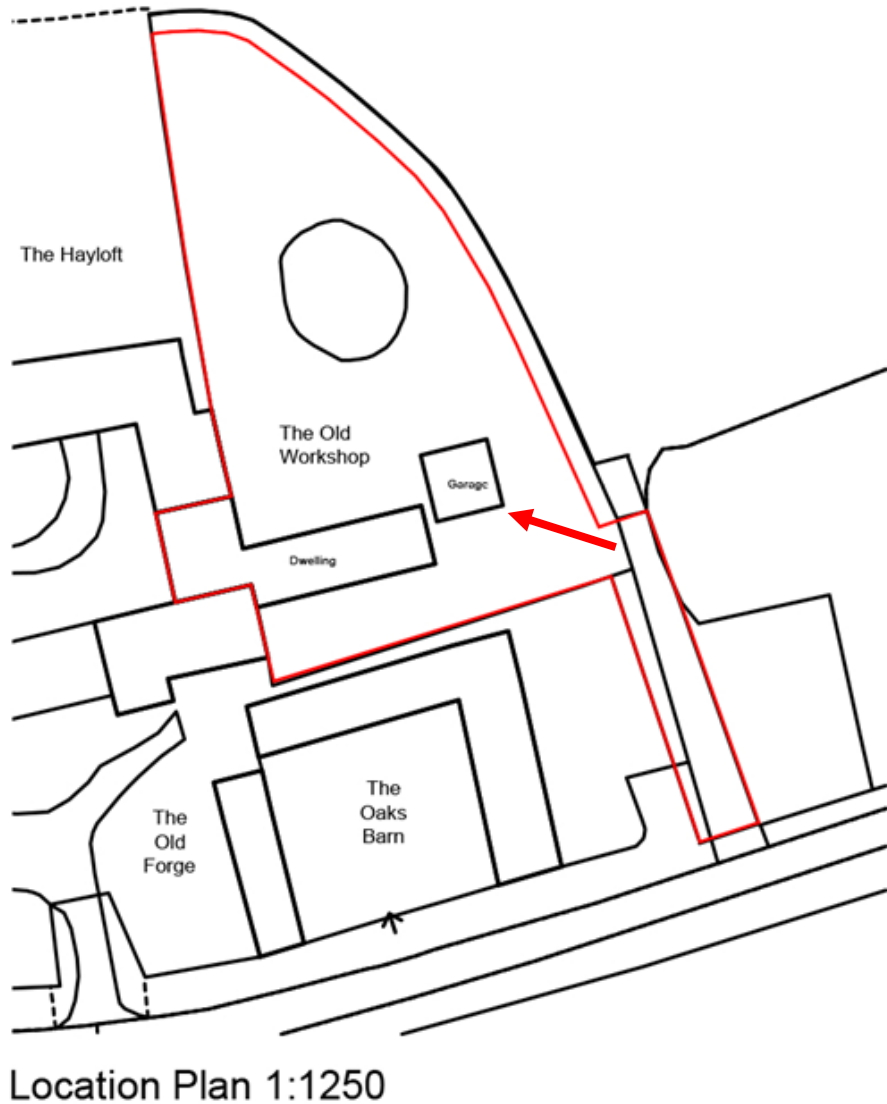 The Hayloft
The Old
Workshop
Garage
Dwelling
The
Oaks
Barn
The
Old
Forge
Location Plan 1:1250